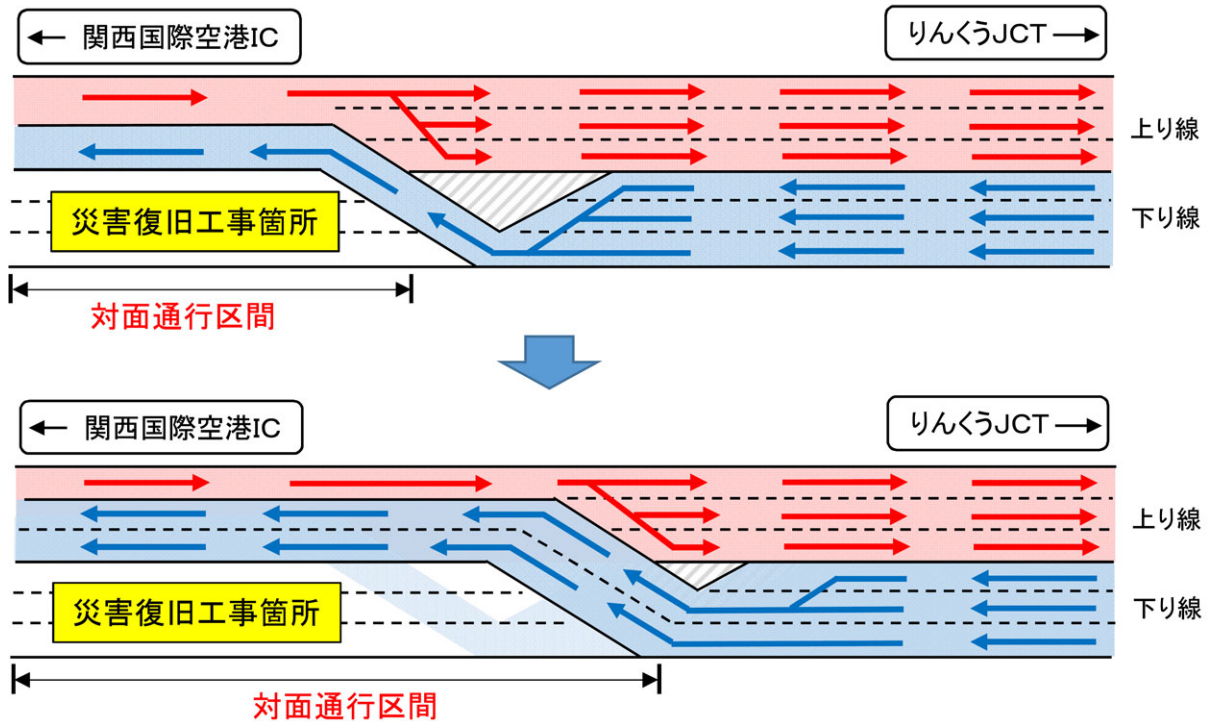 ← 関西国際空港IC
りんくうJCT →
上り線
下り線
災害復旧工事箇所
対面通行区間
← 関西国際空港IC
りんくうJCT →
上り線
下り線
災害復旧工事箇所
対面通行区間